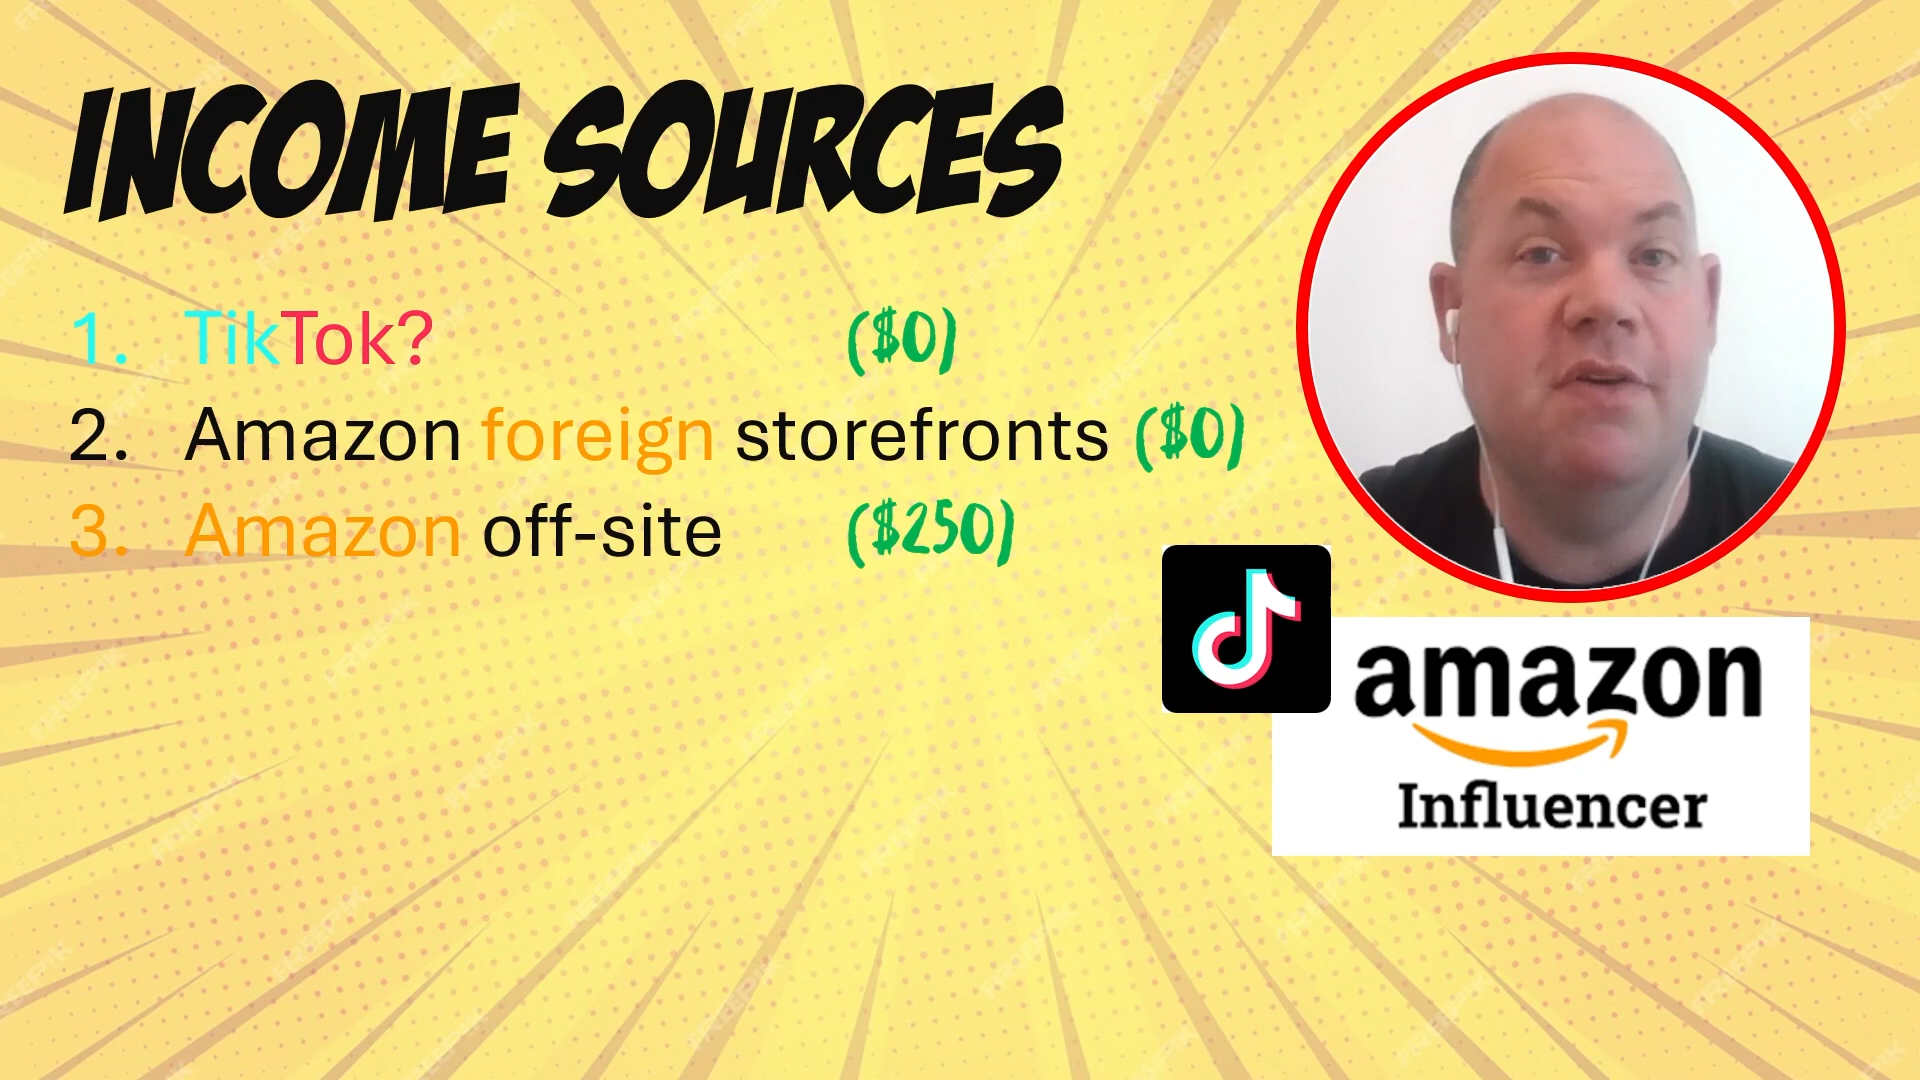 INCOME SOURCES
1. TikTok? ($0)
2. Amazon foreign storefronts ($0)
3. Amazon off-site ($250)
amazon
Influencer